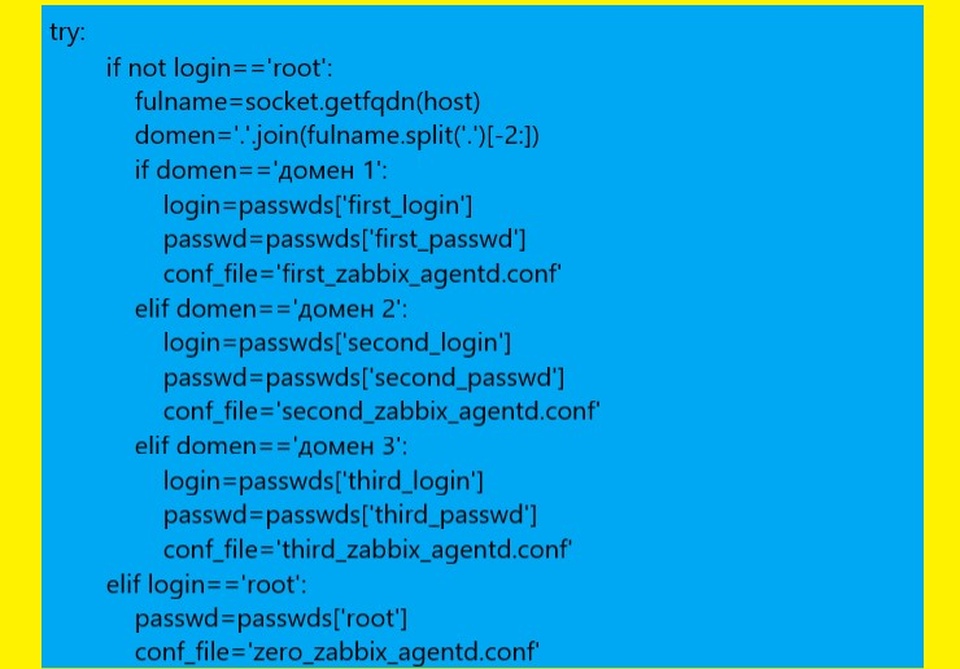 try:
if not login=='root':
fulname=socket.getfqdn(host)
domen='.'.join(fulname.split('.')[-2:])
if domen=='домен 1':
login=passwds['first_login']
passwd=passwds['first_passwd']
conf_file='first_zabbix_agentd.conf'
elif domen=='домен 2':
login=passwds['second_login']
passwd=passwds['second_passwd']
conf_file='second_zabbix_agentd.conf'
elif domen=='домен 3':
login=passwds['third_login']
passwd=passwds['third_passwd']
conf_file='third_zabbix_agentd.conf'
elif login=='root':
passwd=passwds['root']
conf_file='zero_zabbix_agentd.conf'